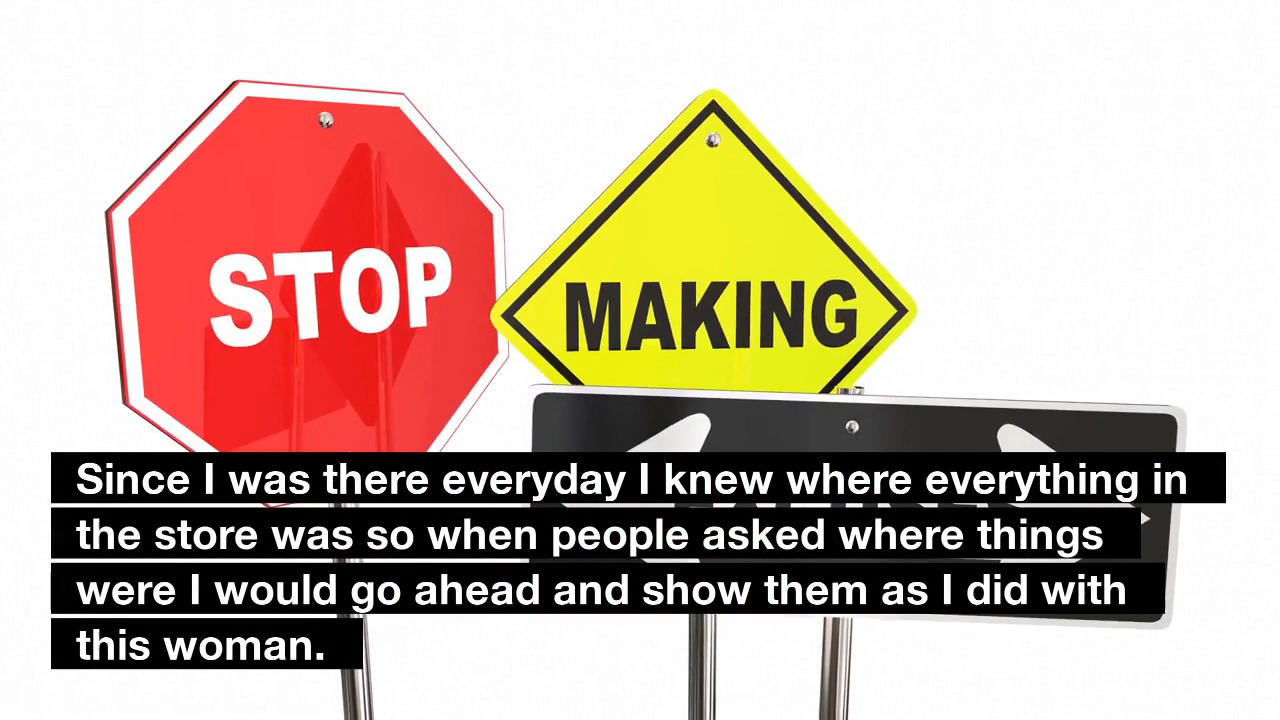 STOP
MAKING
Since I was there everyday I knew where everything in
the store was so when people asked where things
were I would go ahead and show them as I did with
this woman.